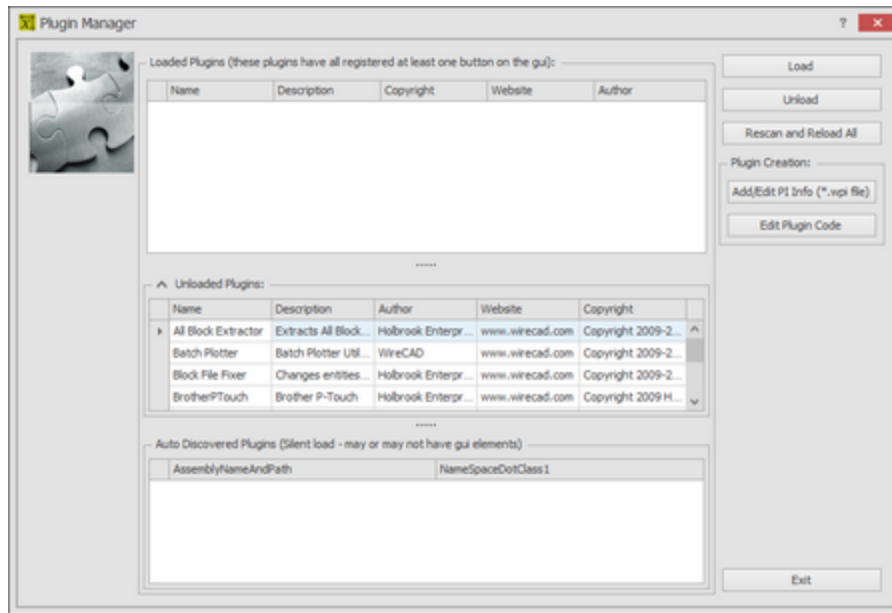 Plugin Manager
?
Loaded Plugins (these plugins have all registered at least one button on the gui):
Name Description Copyright Website Author
Load
Unload
Rescan and Reload All
Plugin Creation:
Add/Edit PI Info (*.wpi file)
Edit Plugin Code
Unloaded Plugins:
Name Description Author Website Copyright
All Block Extractor Extracts All Block... Holbrook Enterpr... www.wirecad.com Copyright 2009-2...
Batch Plotter Batch Plotter Util... WireCAD www.wirecad.com Copyright 2009-2...
Block File Fixer Changes entities... Holbrook Enterpr... www.wirecad.com Copyright 2009-2...
BrotherPTouch Brother P-Touch Holbrook Enterpr... www.wirecad.com Copyright 2009 H...
Auto Discovered Plugins (Silent load - may or may not have gui elements)
AssemblyNameAndPath NameSpaceDotClass1
Exit